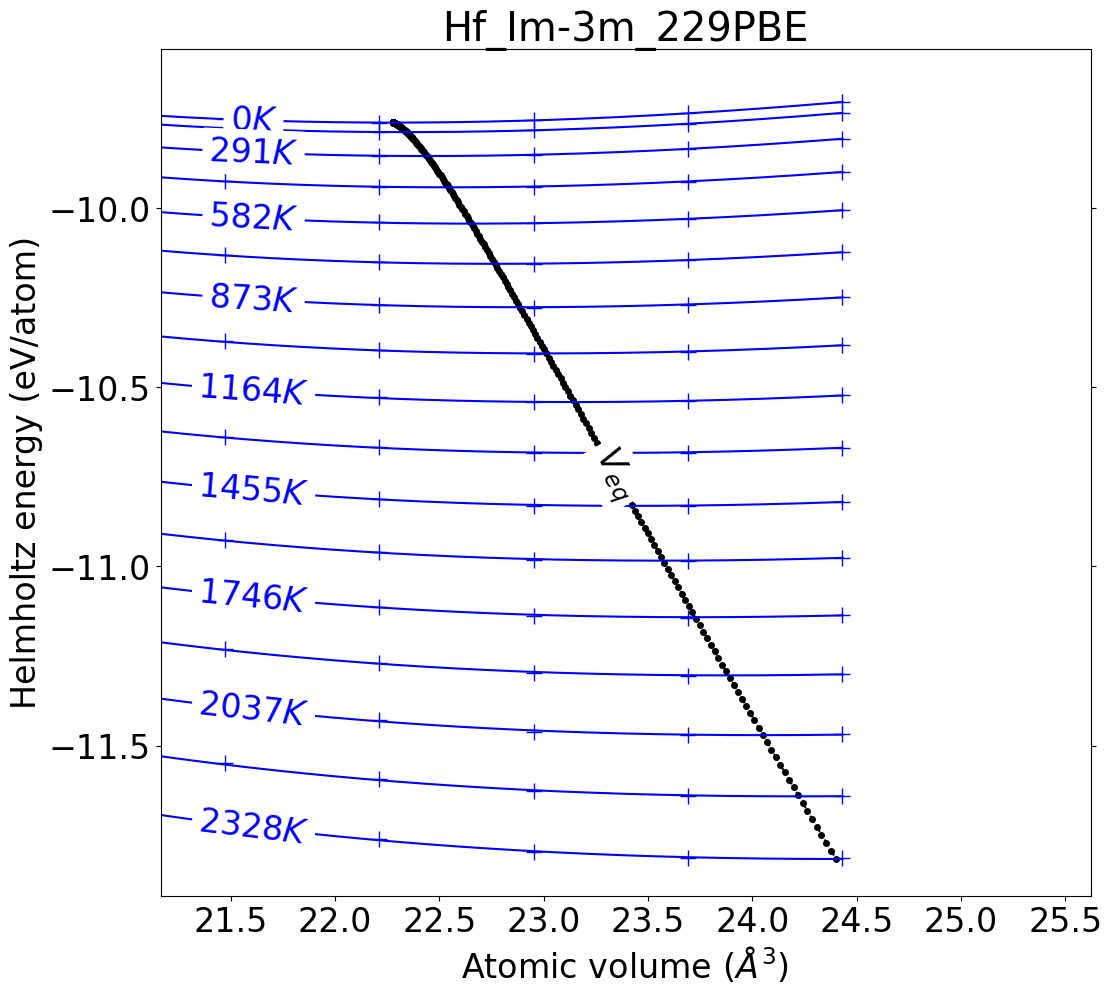 Hf_Im-3m_229PBE
Helmholtz energy (eV/atom)
−10.0
−10.5
−11.0
−11.5
0K
291K
582K
873K
1164K
1455K
1746K
2037K
2328K
V_eq
21.5 22.0 22.5 23.0 23.5 24.0 24.5 25.0 25.5
Atomic volume (Å³)